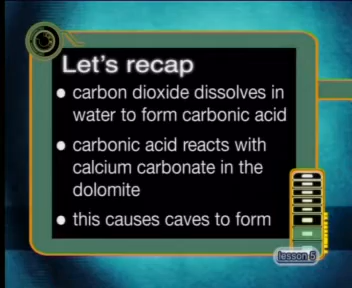 Let's recap
• carbon dioxide dissolves in
water to form carbonic acid
• carbonic acid reacts with
calcium carbonate in the
dolomite
• this causes caves to form
lesson 5